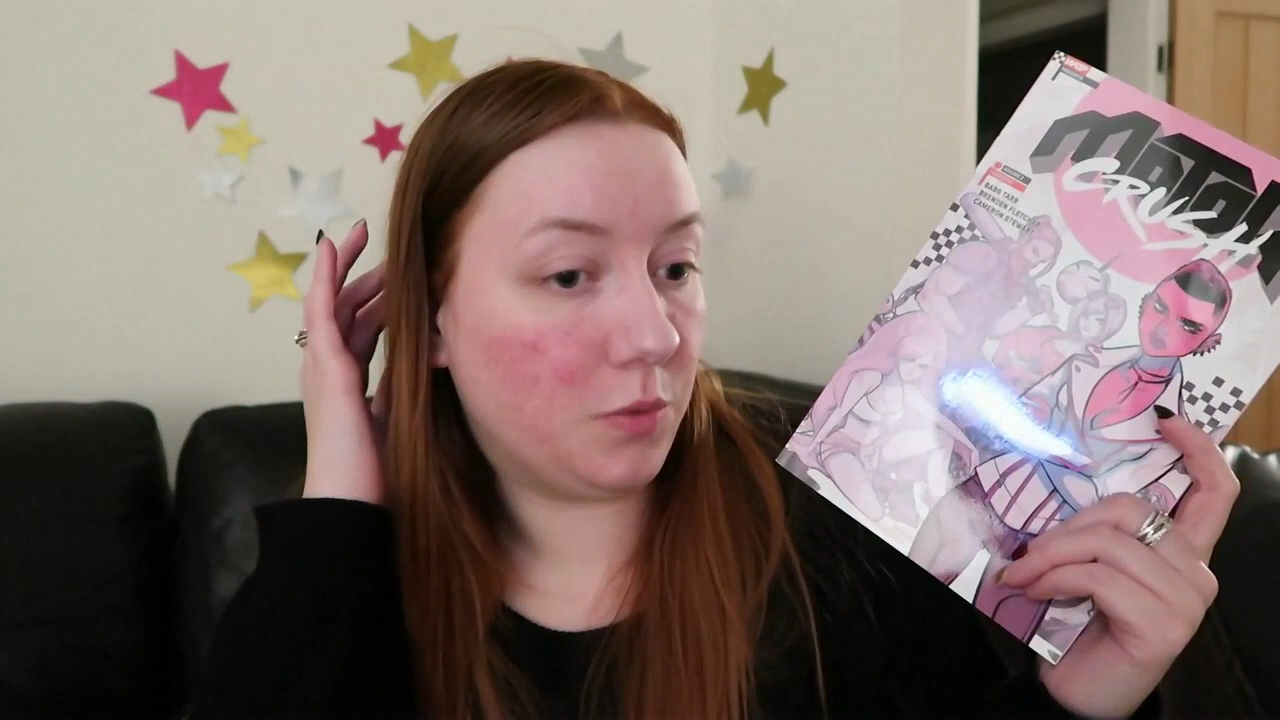 MOTOR
CRUSH
BABS TARR
BRENDEN FLETCHER
CAMERON STEWART